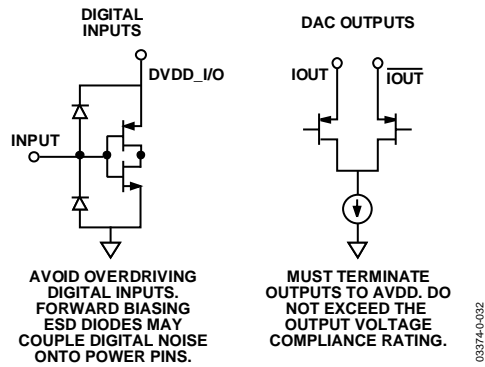 DIGITAL
INPUTS
DVDD_I/O
INPUT
AVOID OVERDRIVING
DIGITAL INPUTS.
FORWARD BIASING
ESD DIODES MAY
COUPLE DIGITAL NOISE
ONTO POWER PINS.
DAC OUTPUTS
IOUT
IOUT
MUST TERMINATE
OUTPUTS TO AVDD. DO
NOT EXCEED THE
OUTPUT VOLTAGE
COMPLIANCE RATING.
03374-0-032